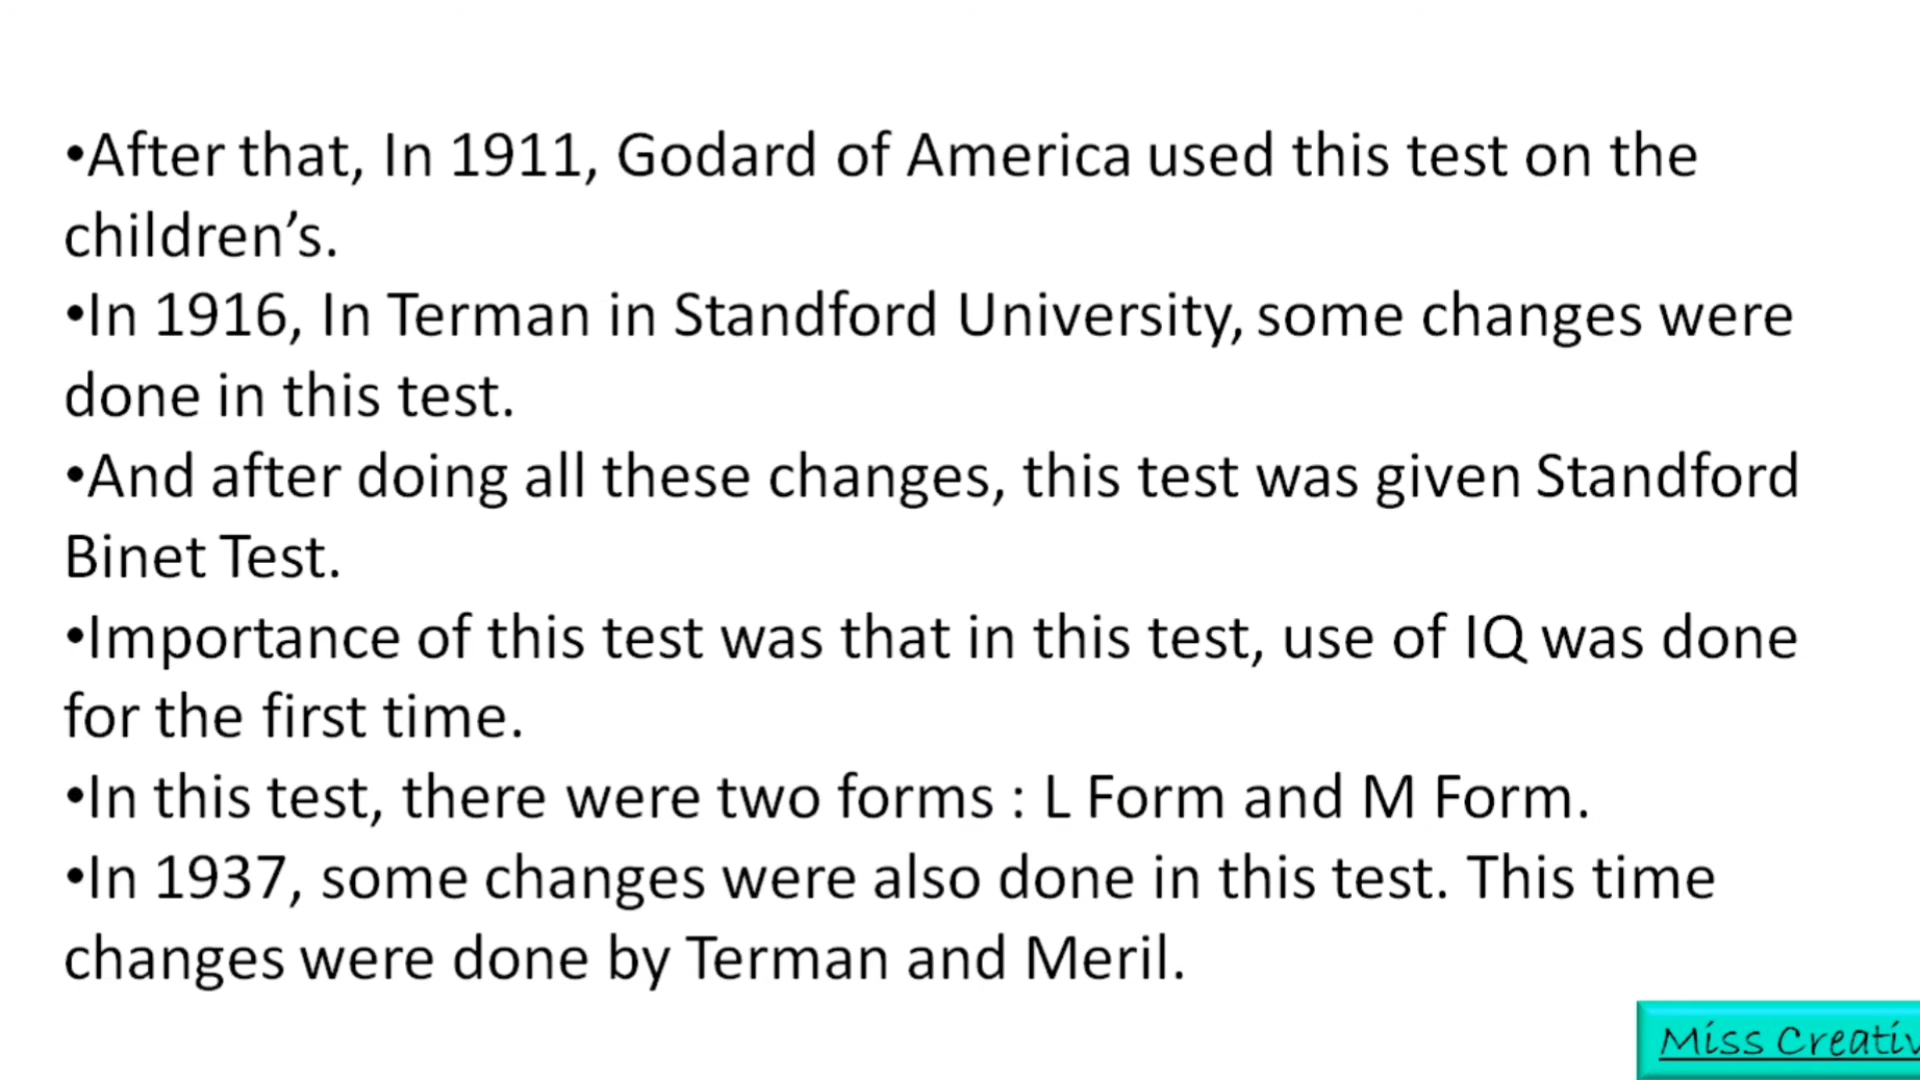 •After that, In 1911, Godard of America used this test on the
children’s.
•In 1916, In Terman in Standford University, some changes were
done in this test.
•And after doing all these changes, this test was given Standford
Binet Test.
•Importance of this test was that in this test, use of IQ was done
for the first time.
•In this test, there were two forms : L Form and M Form.
•In 1937, some changes were also done in this test. This time
changes were done by Terman and Meril.
Miss Creativ